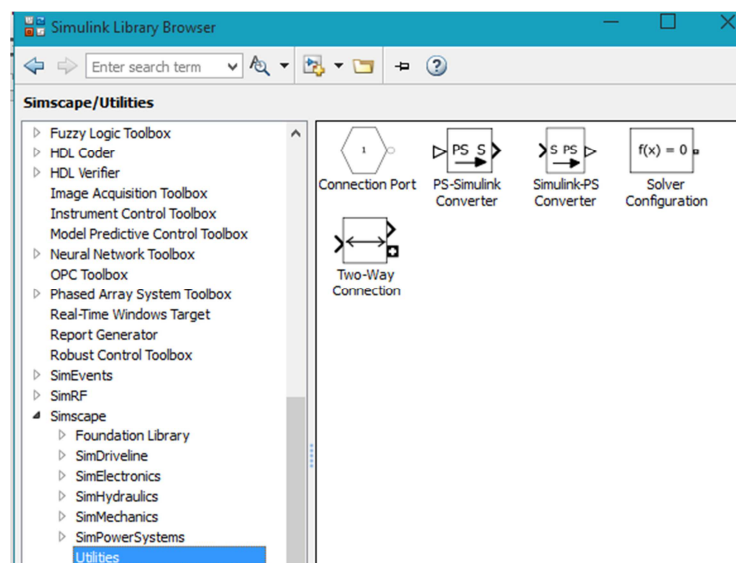 Simulink Library Browser
Enter search term
Simscape/Utilities
Fuzzy Logic Toolbox
HDL Coder
HDL Verifier
Image Acquisition Toolbox
Instrument Control Toolbox
Model Predictive Control Toolbox
Neural Network Toolbox
OPC Toolbox
Phased Array System Toolbox
Real-Time Windows Target
Report Generator
Robust Control Toolbox
SimEvents
SimRF
Simscape
Foundation Library
SimDriveline
SimElectronics
SimHydraulics
SimMechanics
SimPowerSystems
Utilities
1
PS S
S PS
f(x) = 0
Connection Port
PS-Simulink
Converter
Simulink-PS
Converter
Solver
Configuration
Two-Way
Connection